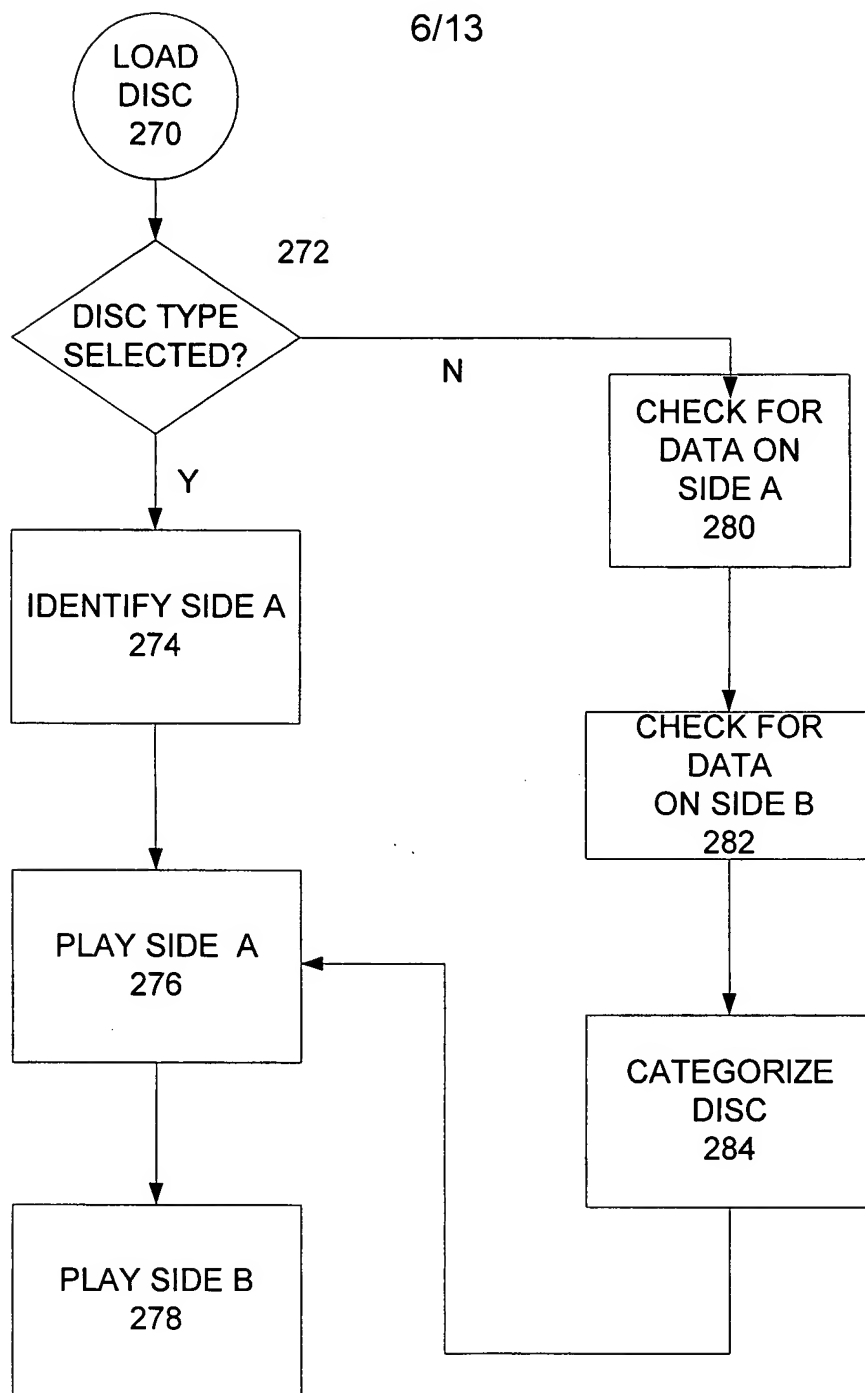 6/13
LOAD
DISC
270
272
DISC TYPE
SELECTED?
N
Y
CHECK FOR
DATA ON
SIDE A
280
IDENTIFY SIDE A
274
CHECK FOR
DATA
ON SIDE B
282
PLAY SIDE A
276
CATEGORIZE
DISC
284
PLAY SIDE B
278